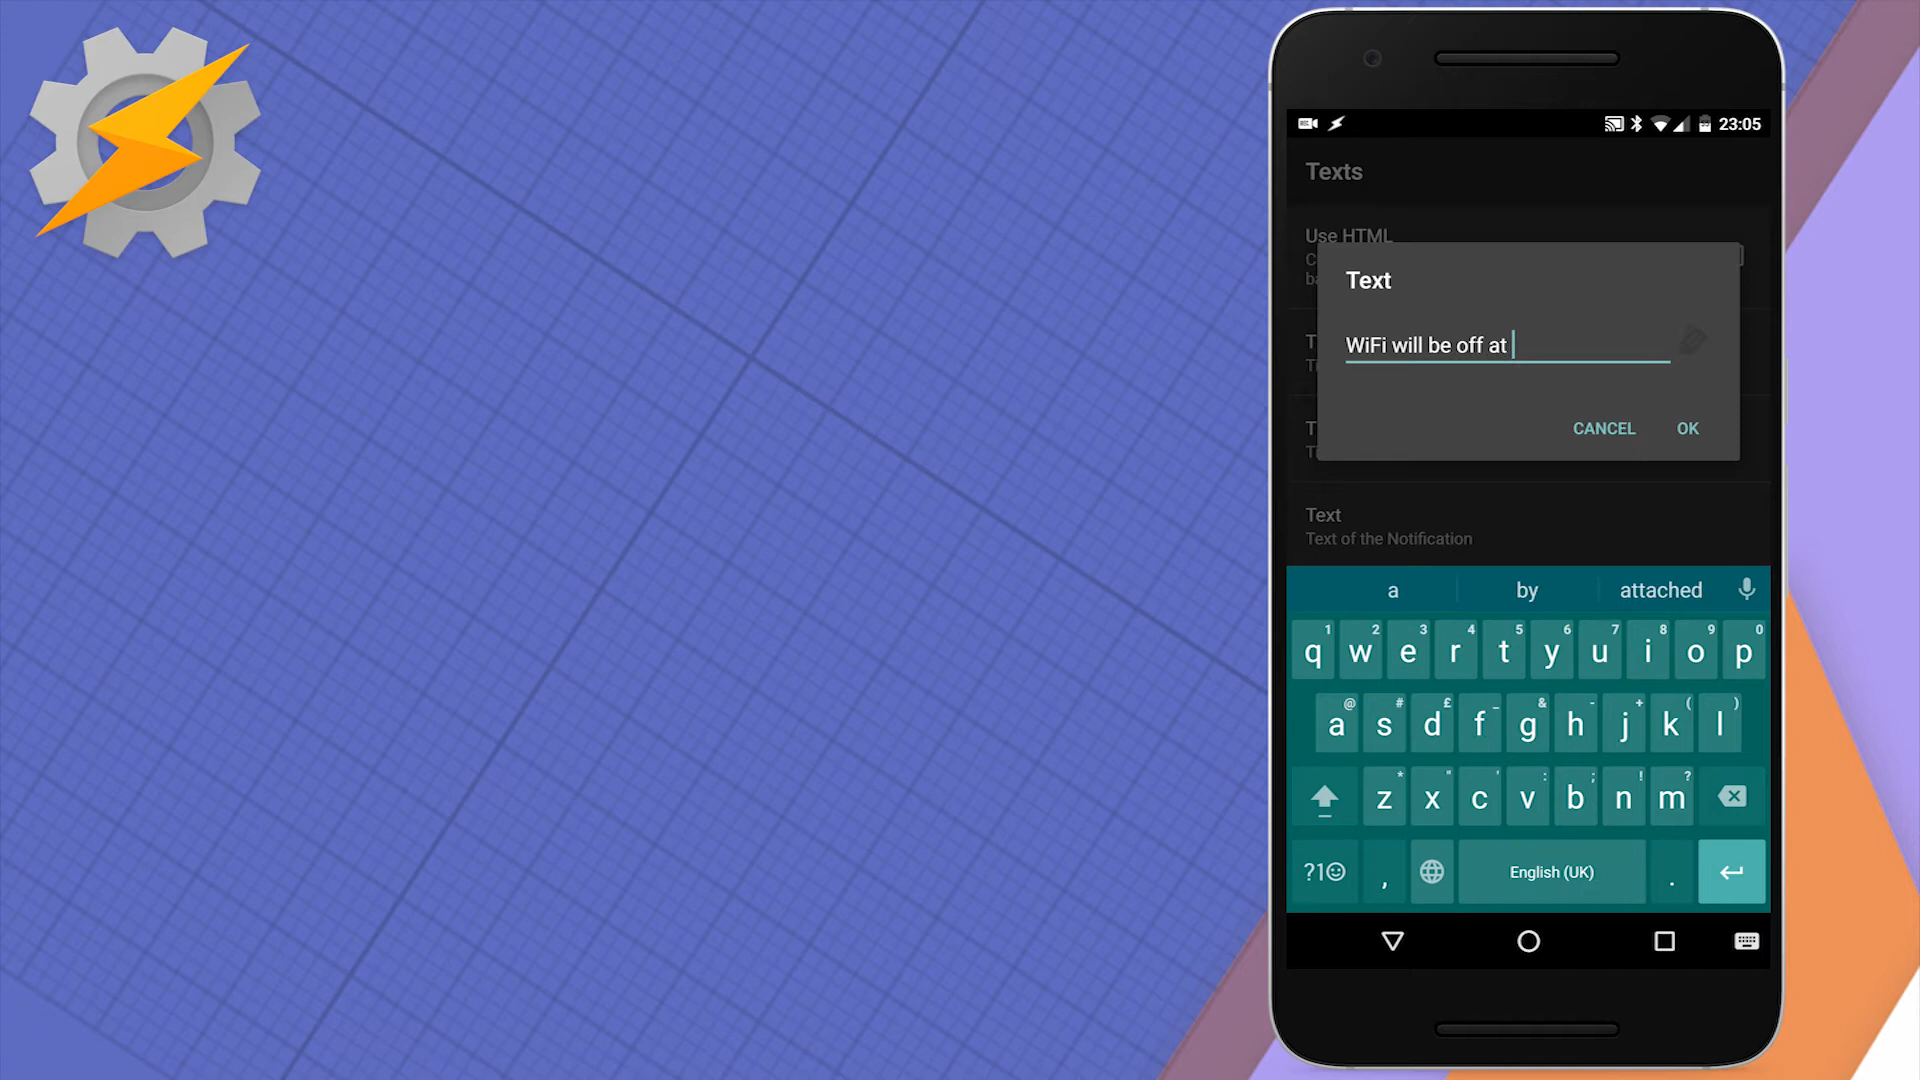 23:05
Texts
Use HTML
Text
WiFi will be off at
CANCEL OK
Text
Text of the Notification
a by attached
1 2 3 4 5 6 7 8 9 0
q w e r t y u i o p
@ # £ _ & - + ( )
a s d f g h j k l
* " ' : ; ! ?
z x c v b n m
?1☺ , English (UK) .